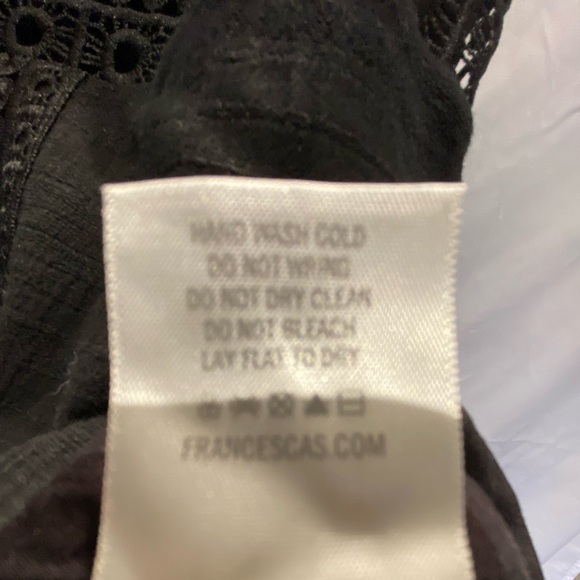 HAND WASH COLD
DO NOT WRING
DO NOT DRY CLEAN
DO NOT BLEACH
LAY FLAT TO DRY
FRANCESCAS.COM